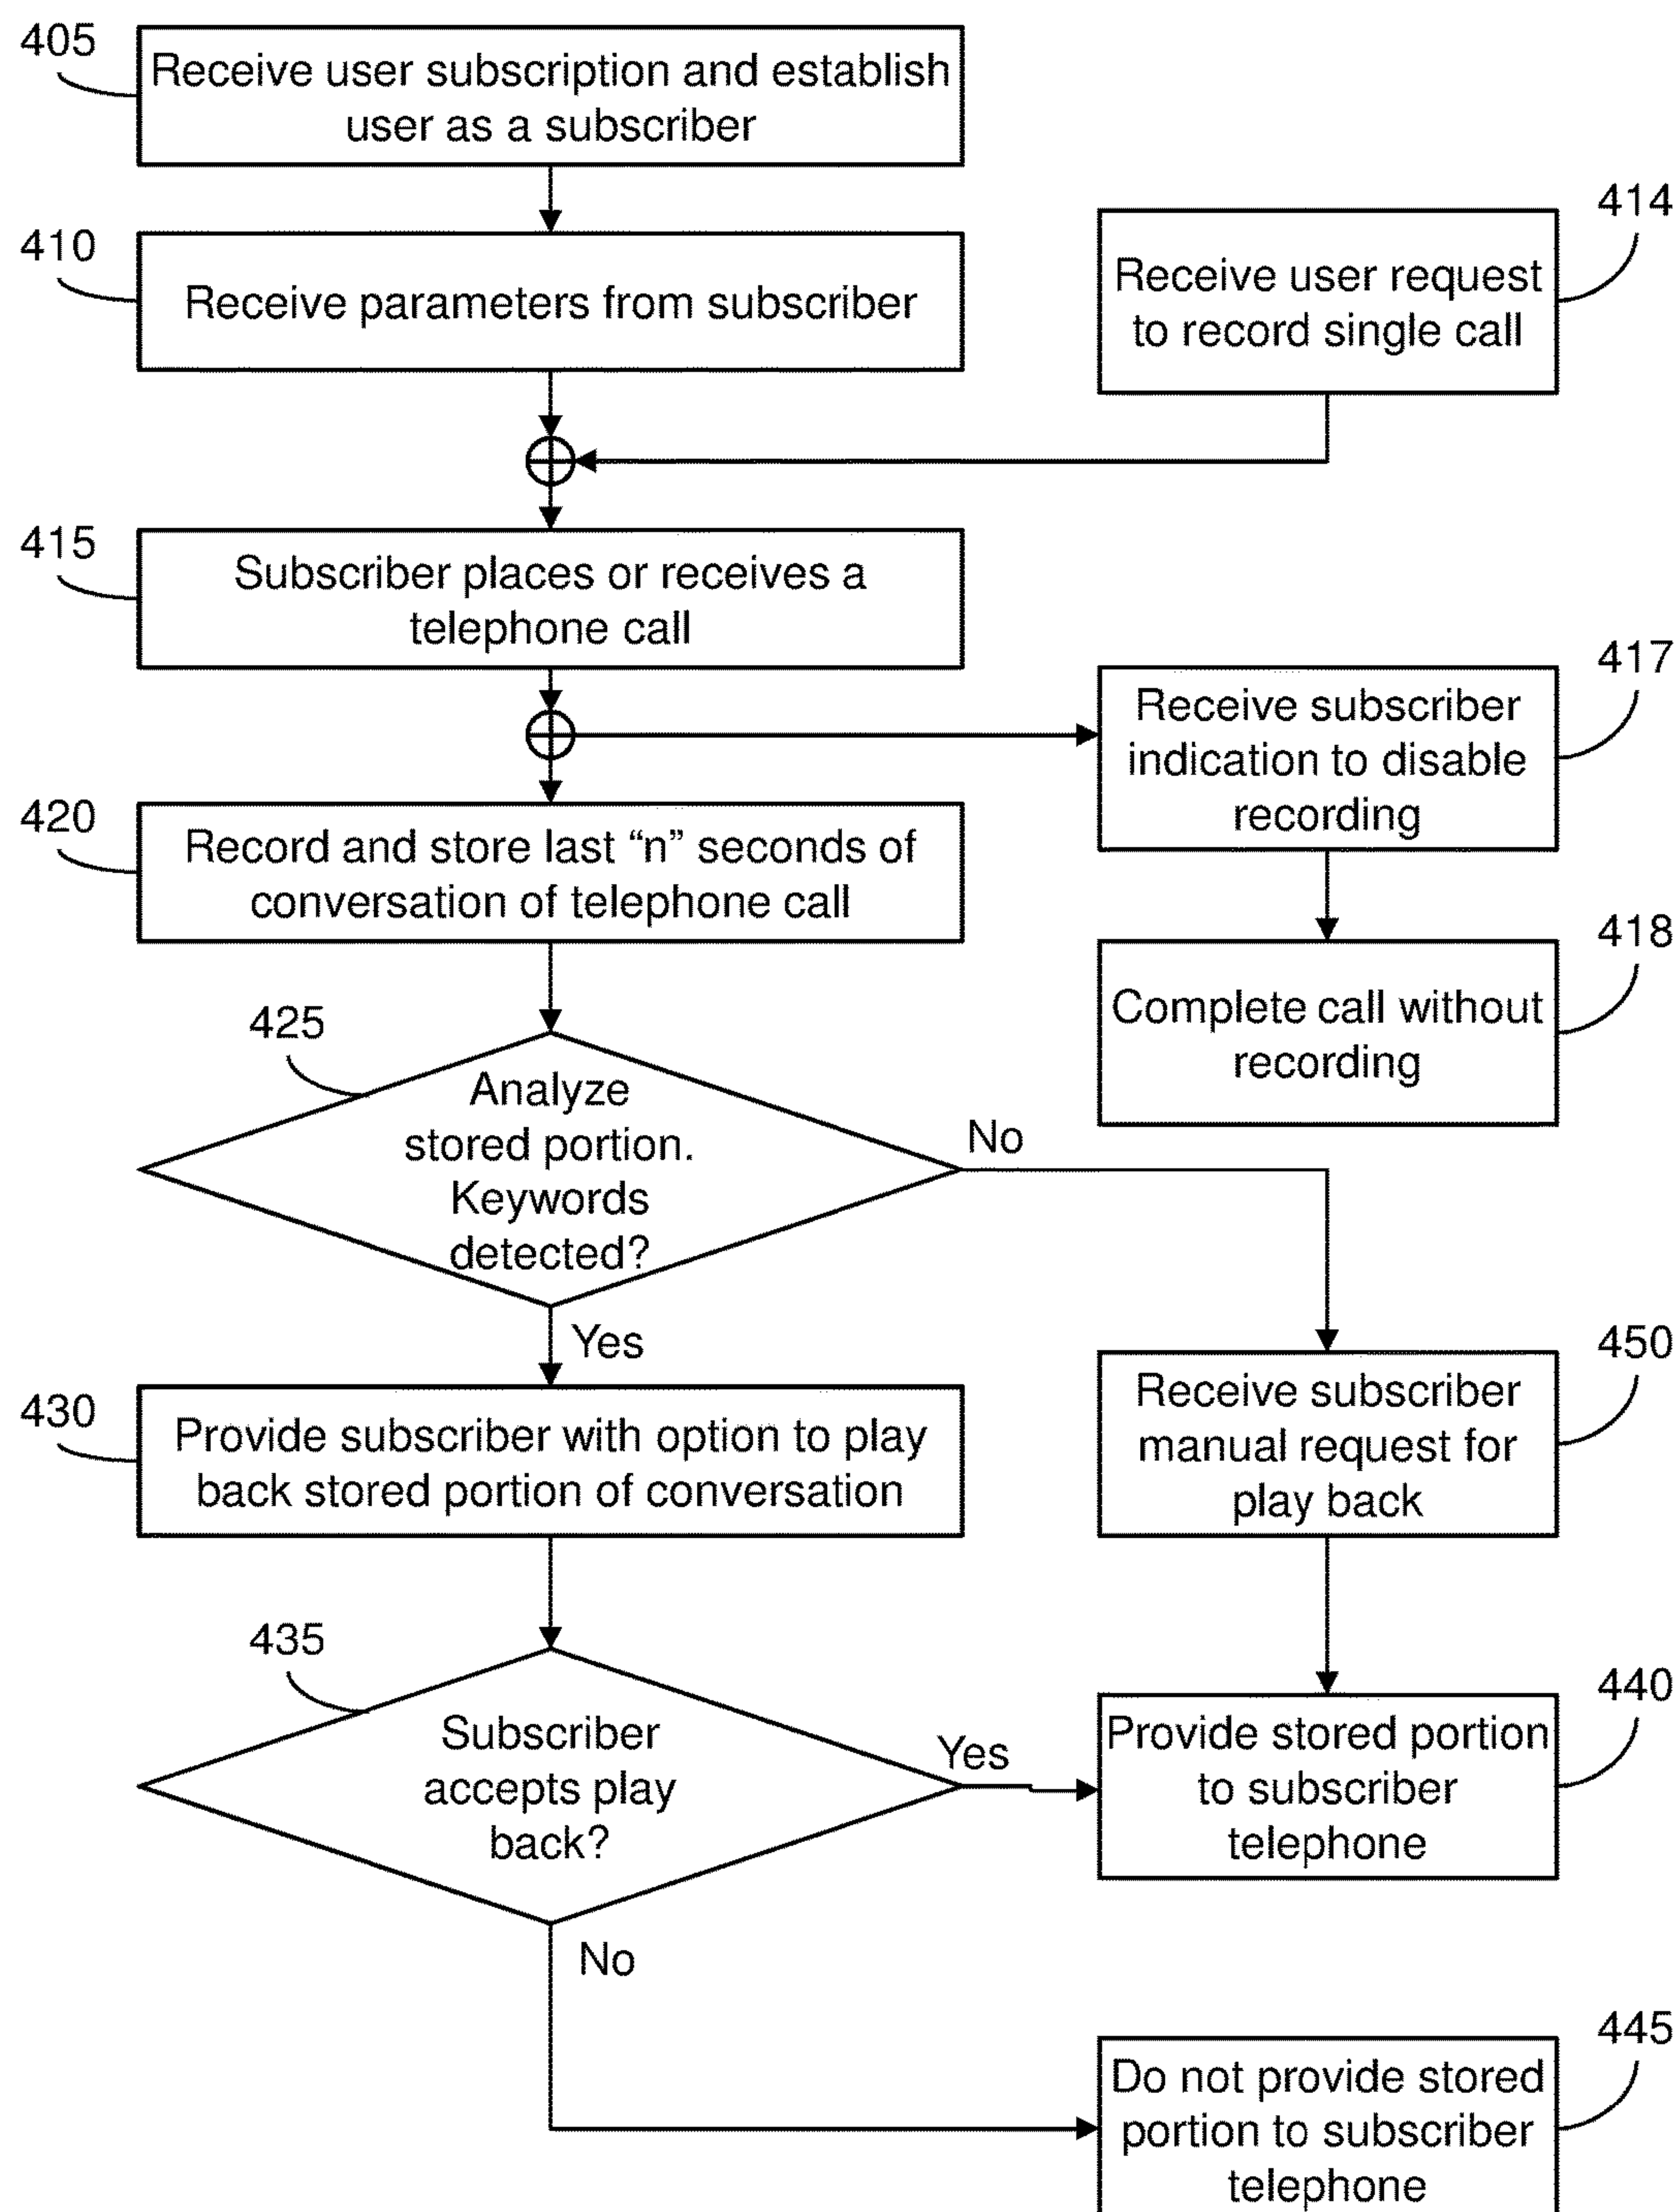 405
Receive user subscription and establish
user as a subscriber
410
Receive parameters from subscriber
414
Receive user request
to record single call
415
Subscriber places or receives a
telephone call
417
Receive subscriber
indication to disable
recording
420
Record and store last “n” seconds of
conversation of telephone call
418
Complete call without
recording
425
Analyze
stored portion.
Keywords
detected?
No
Yes
430
Provide subscriber with option to play
back stored portion of conversation
450
Receive subscriber
manual request for
play back
435
Subscriber
accepts play
back?
Yes
440
Provide stored portion
to subscriber
telephone
No
445
Do not provide stored
portion to subscriber
telephone